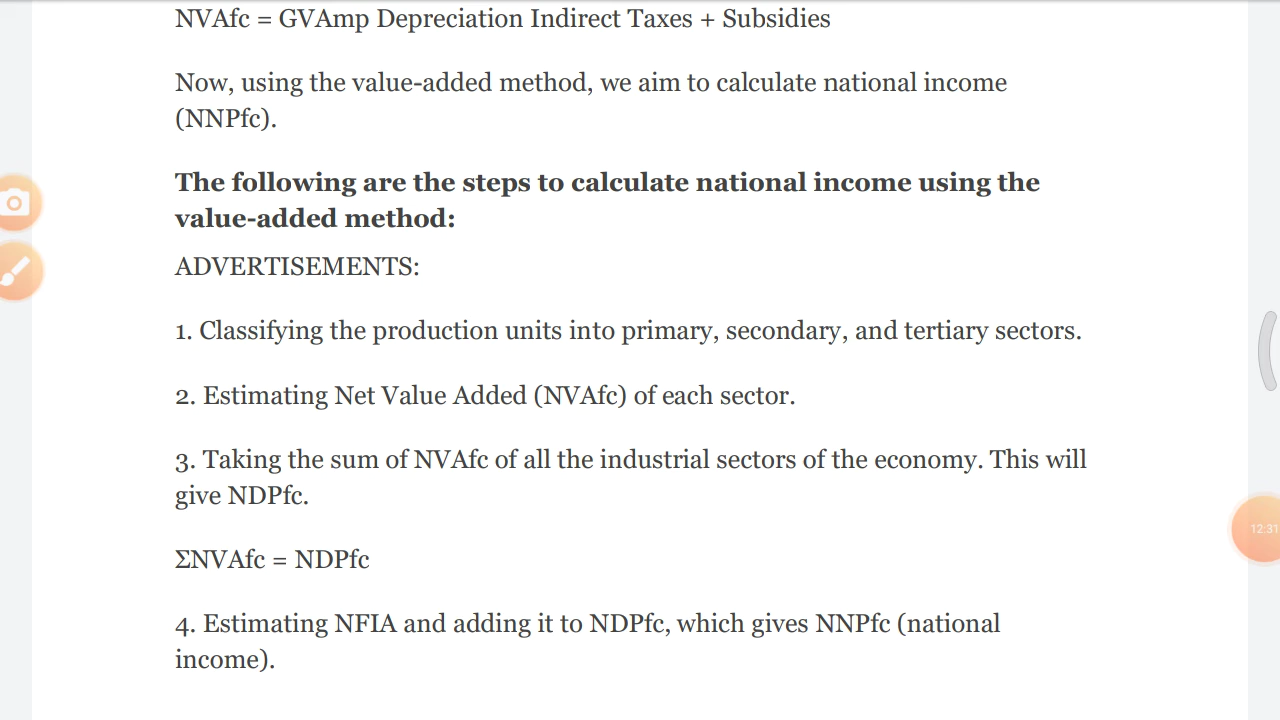 NVAfc = GVAmp Depreciation Indirect Taxes + Subsidies
Now, using the value-added method, we aim to calculate national income
(NNPfc).
The following are the steps to calculate national income using the
value-added method:
ADVERTISEMENTS:
1. Classifying the production units into primary, secondary, and tertiary sectors.
2. Estimating Net Value Added (NVAfc) of each sector.
3. Taking the sum of NVAfc of all the industrial sectors of the economy. This will
give NDPfc.
ΣNVAfc = NDPfc
4. Estimating NFIA and adding it to NDPfc, which gives NNPfc (national
income).
12:31